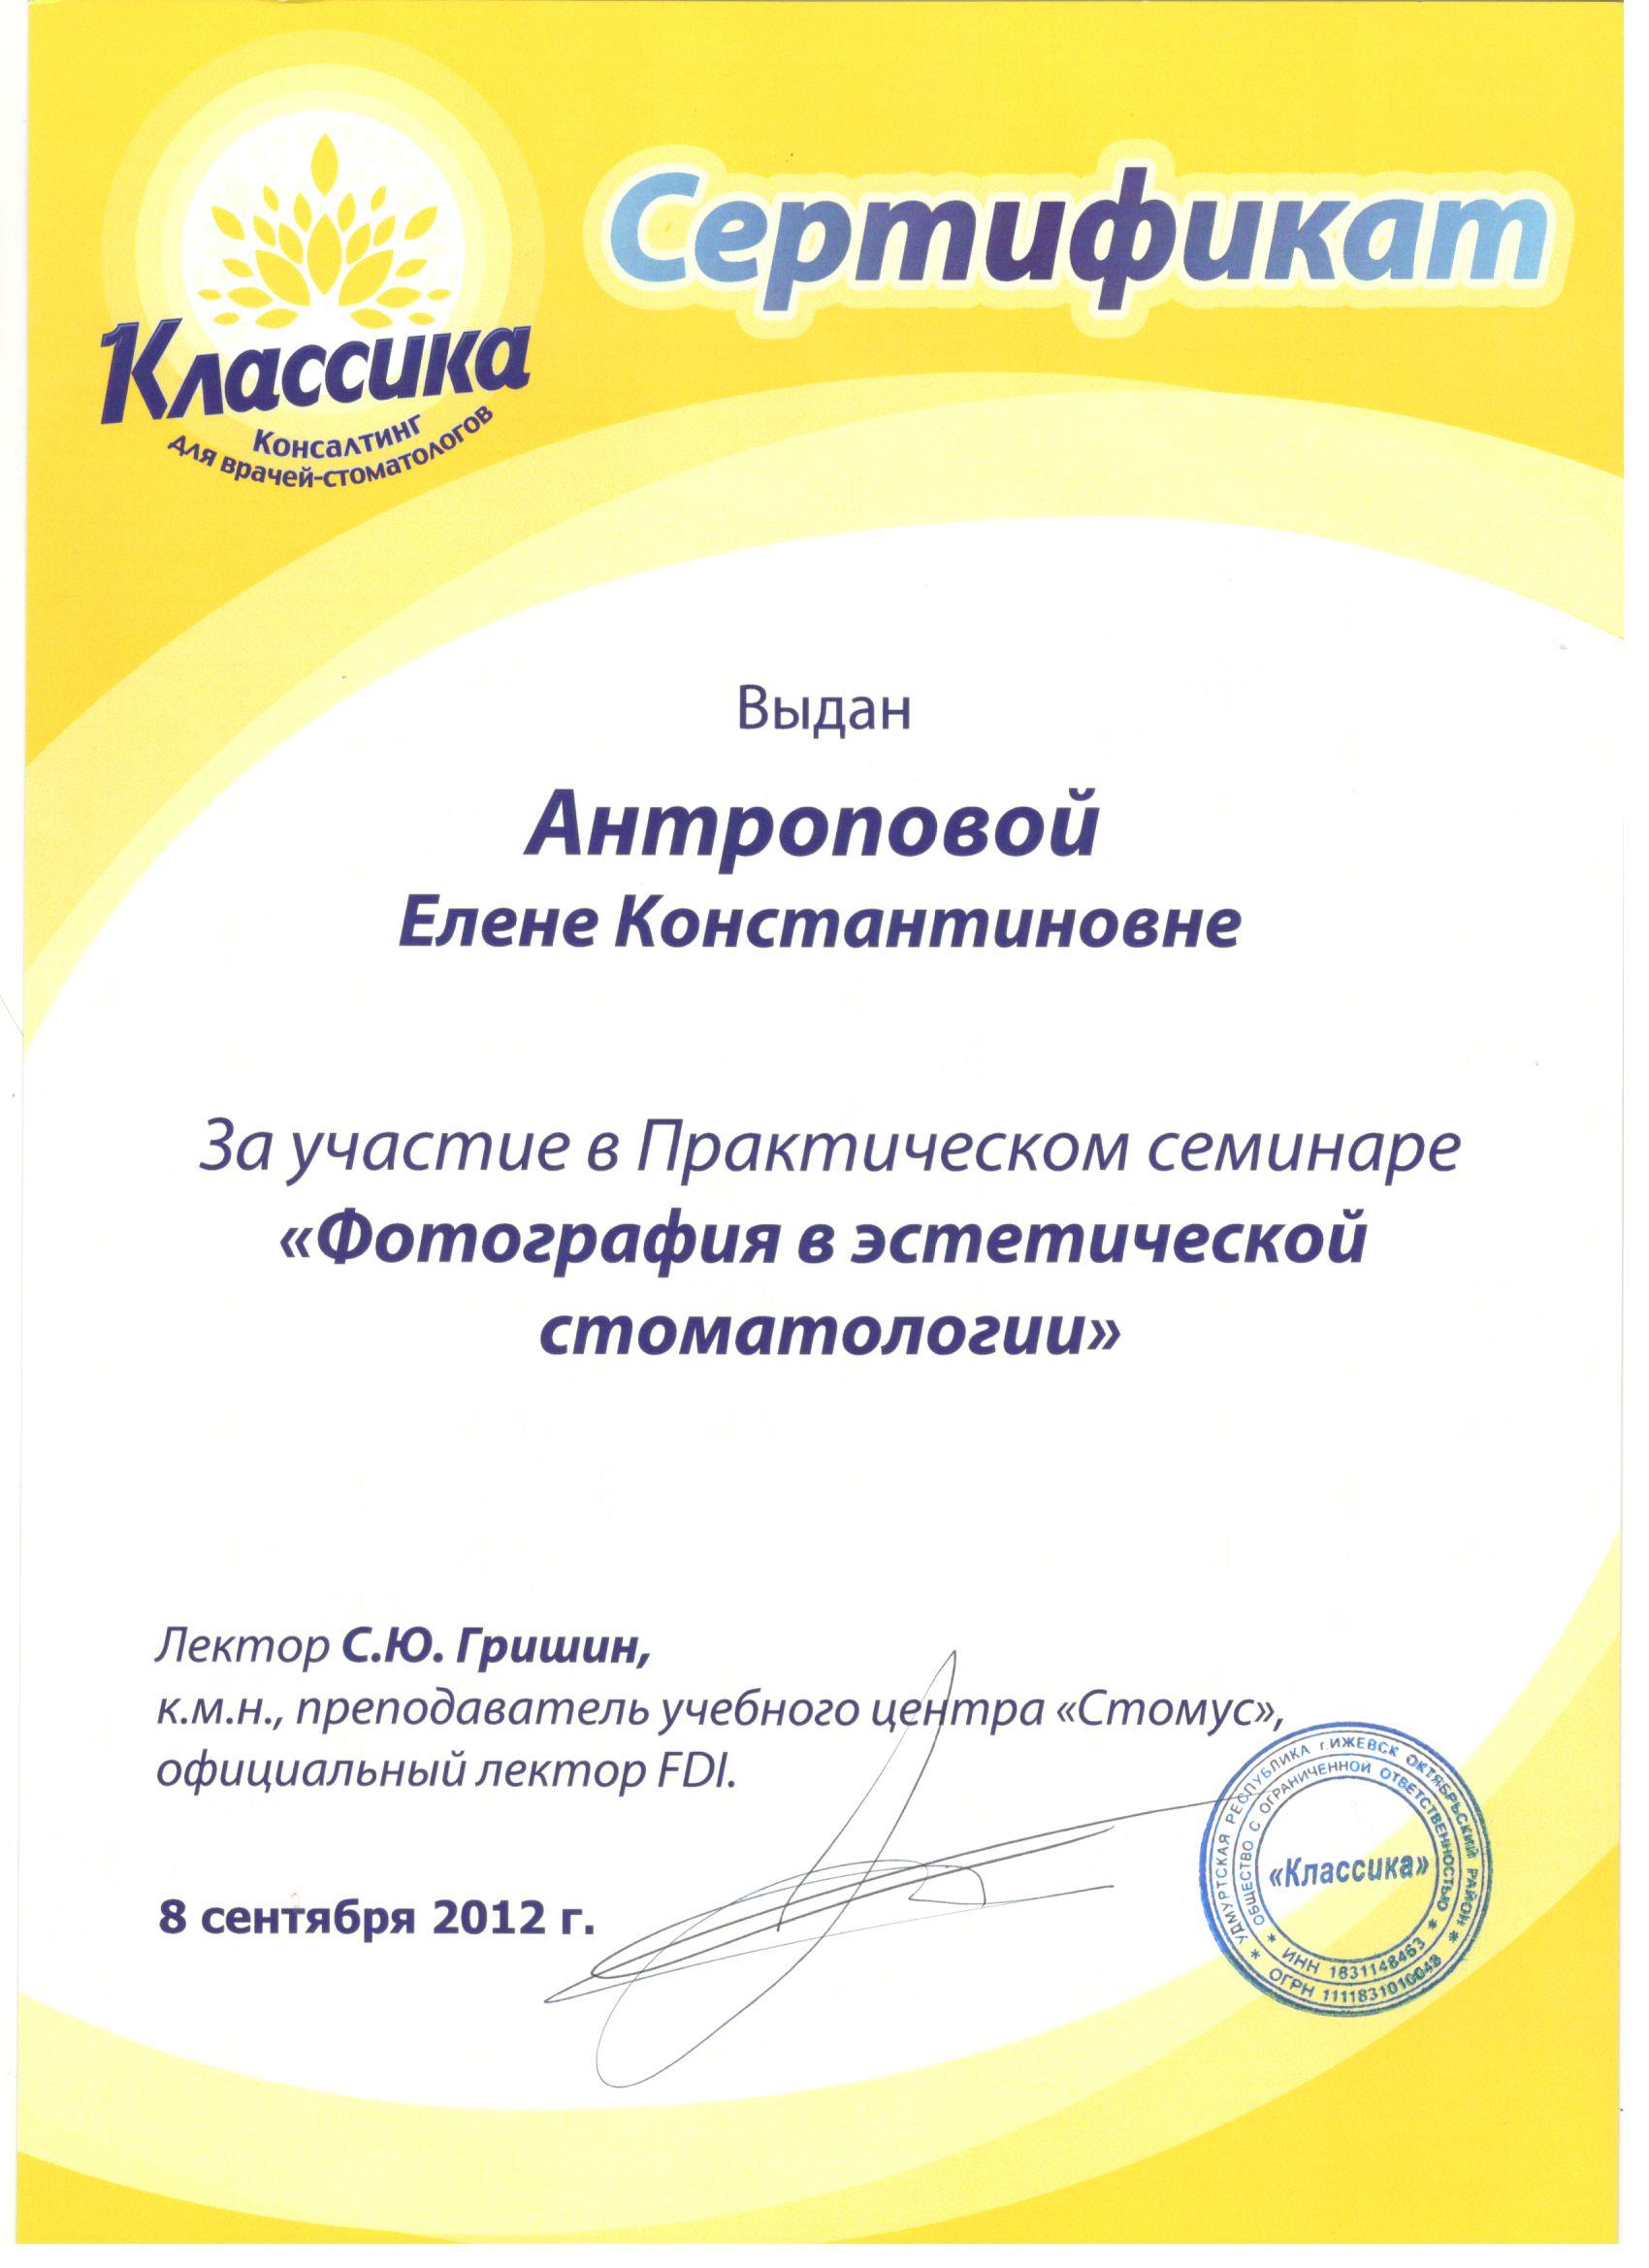 Классика
Консалтинг
для врачей-стоматологов
Сертификат
Выдан
Антроповой
Елене Константиновне
За участие в Практическом семинаре
«Фотография в эстетической
стоматологии»
Лектор С.Ю. Гришин,
к.м.н., преподаватель учебного центра «Стомус»,
официальный лектор FDI.
8 сентября 2012 г.
* УДМУРТСКАЯ РЕСПУБЛИКА г.ИЖЕВСК ОКТЯБРЬСКИЙ РАЙОН *
ОГРН 1111831010048
* ОБЩЕСТВО С ОГРАНИЧЕННОЙ ОТВЕТСТВЕННОСТЬЮ *
ИНН 1831148463
«Классика»